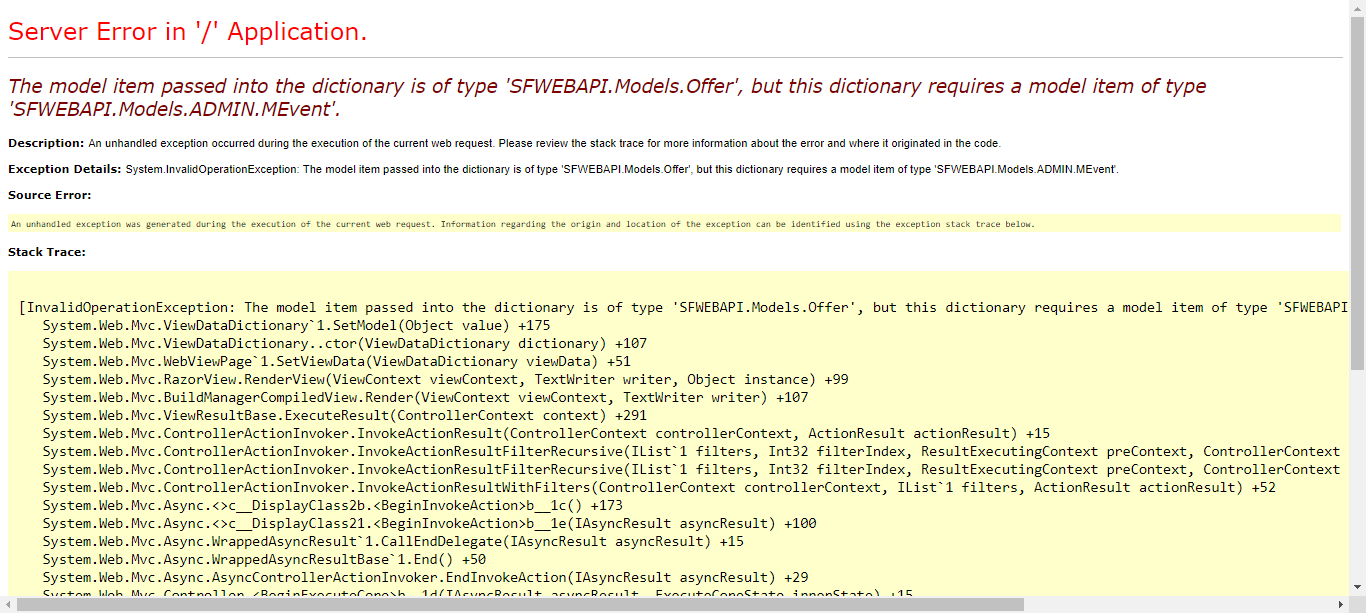 Server Error in '/' Application.
The model item passed into the dictionary is of type 'SFWEBAPI.Models.Offer', but this dictionary requires a model item of type
'SFWEBAPI.Models.ADMIN.MEvent'.
Description: An unhandled exception occurred during the execution of the current web request. Please review the stack trace for more information about the error and where it originated in the code.
Exception Details: System.InvalidOperationException: The model item passed into the dictionary is of type 'SFWEBAPI.Models.Offer', but this dictionary requires a model item of type 'SFWEBAPI.Models.ADMIN.MEvent'.
Source Error:
An unhandled exception was generated during the execution of the current web request. Information regarding the origin and location of the exception can be identified using the exception stack trace below.
Stack Trace:
[InvalidOperationException: The model item passed into the dictionary is of type 'SFWEBAPI.Models.Offer', but this dictionary requires a model item of type 'SFWEBAPI
System.Web.Mvc.ViewDataDictionary`1.SetModel(Object value) +175
System.Web.Mvc.ViewDataDictionary..ctor(ViewDataDictionary dictionary) +107
System.Web.Mvc.WebViewPage`1.SetViewData(ViewDataDictionary viewData) +51
System.Web.Mvc.RazorView.RenderView(ViewContext viewContext, TextWriter writer, Object instance) +99
System.Web.Mvc.BuildManagerCompiledView.Render(ViewContext viewContext, TextWriter writer) +107
System.Web.Mvc.ViewResultBase.ExecuteResult(ControllerContext context) +291
System.Web.Mvc.ControllerActionInvoker.InvokeActionResult(ControllerContext controllerContext, ActionResult actionResult) +15
System.Web.Mvc.ControllerActionInvoker.InvokeActionResultFilterRecursive(IList`1 filters, Int32 filterIndex, ResultExecutingContext preContext, ControllerContext
System.Web.Mvc.ControllerActionInvoker.InvokeActionResultFilterRecursive(IList`1 filters, Int32 filterIndex, ResultExecutingContext preContext, ControllerContext
System.Web.Mvc.ControllerActionInvoker.InvokeActionResultWithFilters(ControllerContext controllerContext, IList`1 filters, ActionResult actionResult) +52
System.Web.Mvc.Async.<>c__DisplayClass2b.<BeginInvokeAction>b__1c() +173
System.Web.Mvc.Async.<>c__DisplayClass21.<BeginInvokeAction>b__1e(IAsyncResult asyncResult) +100
System.Web.Mvc.Async.WrappedAsyncResult`1.CallEndDelegate(IAsyncResult asyncResult) +15
System.Web.Mvc.Async.WrappedAsyncResultBase`1.End() +50
System.Web.Mvc.Async.AsyncControllerActionInvoker.EndInvokeAction(IAsyncResult asyncResult) +29
System.Web.Mvc.Controller.<BeginExecuteCore>b__1d(IAsyncResult asyncResult, ExecuteCoreState innerState) +15